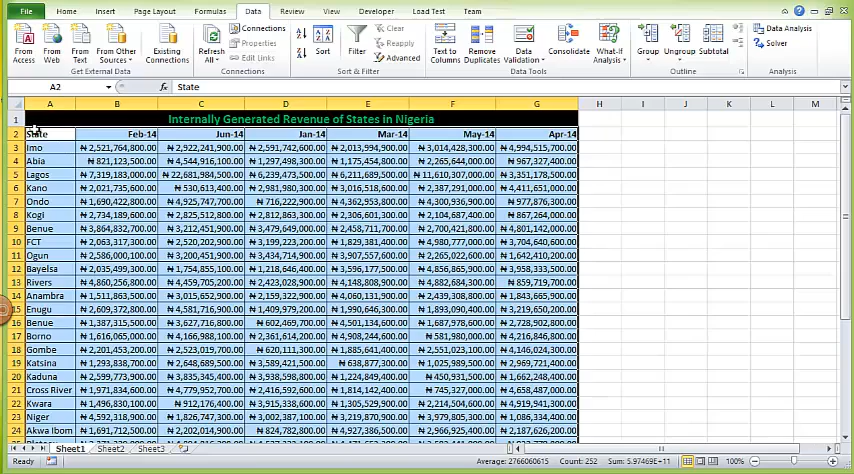 File Home Insert Page Layout Formulas Data Review View Developer Load Test Team
From Access From Web From Text From Other Sources Existing Connections Refresh All Connections Properties Edit Links Sort Filter Clear Reapply Advanced Text to Columns Remove Duplicates Data Validation Consolidate What-If Analysis Group Ungroup Subtotal Data Analysis Solver
Get External Data Connections Sort & Filter Data Tools Outline Analysis
A2 fx State
A B C D E F G H I J K L M
1 Internally Generated Revenue of States in Nigeria
2 State Feb-14 Jun-14 Jan-14 Mar-14 May-14 Apr-14
3 Imo ₦ 2,521,764,800.00 ₦ 2,922,241,900.00 ₦ 2,591,742,600.00 ₦ 2,013,994,900.00 ₦ 3,014,428,300.00 ₦ 4,994,515,700.00
4 Abia ₦ 821,123,500.00 ₦ 4,544,916,100.00 ₦ 1,297,498,300.00 ₦ 1,175,454,800.00 ₦ 2,265,644,000.00 ₦ 967,327,400.00
5 Lagos ₦ 7,319,183,000.00 ₦ 22,681,984,500.00 ₦ 6,239,473,500.00 ₦ 6,211,689,500.00 ₦ 11,610,307,000.00 ₦ 3,351,178,500.00
6 Kano ₦ 2,021,735,600.00 ₦ 530,613,400.00 ₦ 2,981,980,300.00 ₦ 3,016,518,600.00 ₦ 2,387,291,000.00 ₦ 4,411,651,000.00
7 Ondo ₦ 1,690,422,800.00 ₦ 4,925,747,700.00 ₦ 716,222,900.00 ₦ 4,362,953,800.00 ₦ 4,300,936,900.00 ₦ 977,876,300.00
8 Kogi ₦ 2,734,189,600.00 ₦ 2,825,512,800.00 ₦ 2,812,863,300.00 ₦ 2,306,601,300.00 ₦ 2,104,687,400.00 ₦ 867,264,000.00
9 Benue ₦ 3,864,832,700.00 ₦ 3,212,451,900.00 ₦ 3,479,649,000.00 ₦ 2,458,711,700.00 ₦ 2,700,421,800.00 ₦ 4,801,142,000.00
10 FCT ₦ 2,063,317,300.00 ₦ 2,520,202,900.00 ₦ 3,199,223,200.00 ₦ 1,829,381,400.00 ₦ 4,980,777,000.00 ₦ 3,704,640,600.00
11 Ogun ₦ 2,586,000,100.00 ₦ 3,200,451,900.00 ₦ 3,434,714,900.00 ₦ 3,907,557,600.00 ₦ 2,265,022,600.00 ₦ 1,642,410,200.00
12 Bayelsa ₦ 2,035,499,300.00 ₦ 1,754,855,100.00 ₦ 1,218,646,400.00 ₦ 3,596,177,500.00 ₦ 4,856,865,900.00 ₦ 3,958,333,500.00
13 Rivers ₦ 4,860,256,800.00 ₦ 4,459,705,200.00 ₦ 2,423,028,900.00 ₦ 4,148,808,900.00 ₦ 4,882,684,300.00 ₦ 859,719,700.00
14 Anambra ₦ 1,511,863,500.00 ₦ 3,015,652,900.00 ₦ 2,159,322,900.00 ₦ 4,060,131,900.00 ₦ 2,439,308,800.00 ₦ 1,843,665,900.00
15 Enugu ₦ 2,609,372,800.00 ₦ 4,581,716,900.00 ₦ 1,409,979,200.00 ₦ 1,990,646,300.00 ₦ 1,893,090,400.00 ₦ 3,219,650,200.00
16 Benue ₦ 1,387,315,500.00 ₦ 3,627,716,800.00 ₦ 602,469,700.00 ₦ 4,501,134,600.00 ₦ 1,687,978,600.00 ₦ 2,728,902,800.00
17 Borno ₦ 1,616,065,000.00 ₦ 4,166,988,100.00 ₦ 2,361,614,200.00 ₦ 4,908,244,600.00 ₦ 581,980,000.00 ₦ 4,216,846,800.00
18 Gombe ₦ 2,201,453,200.00 ₦ 2,523,019,700.00 ₦ 620,111,300.00 ₦ 1,885,641,400.00 ₦ 2,551,023,100.00 ₦ 4,146,024,300.00
19 Katsina ₦ 1,293,838,700.00 ₦ 2,648,689,500.00 ₦ 3,589,421,500.00 ₦ 638,877,300.00 ₦ 1,025,989,500.00 ₦ 2,969,721,400.00
20 Kaduna ₦ 2,599,773,900.00 ₦ 3,835,345,400.00 ₦ 3,938,598,800.00 ₦ 1,224,849,400.00 ₦ 450,931,500.00 ₦ 1,662,248,400.00
21 Cross River ₦ 1,971,834,600.00 ₦ 4,779,952,700.00 ₦ 2,416,592,600.00 ₦ 1,814,142,400.00 ₦ 745,327,000.00 ₦ 4,658,487,000.00
22 Kwara ₦ 1,496,830,100.00 ₦ 912,176,400.00 ₦ 3,915,338,600.00 ₦ 1,305,529,900.00 ₦ 2,214,504,600.00 ₦ 4,919,941,300.00
23 Niger ₦ 4,592,318,900.00 ₦ 1,826,747,300.00 ₦ 3,002,387,100.00 ₦ 3,219,870,900.00 ₦ 3,979,805,300.00 ₦ 1,086,334,400.00
24 Akwa Ibom ₦ 1,691,712,500.00 ₦ 2,202,014,900.00 ₦ 824,782,800.00 ₦ 4,927,386,500.00 ₦ 2,966,925,400.00 ₦ 2,187,626,200.00
Sheet1 Sheet2 Sheet3
Ready Average: 2766060615 Count: 252 Sum: 5.97469E+11 100%